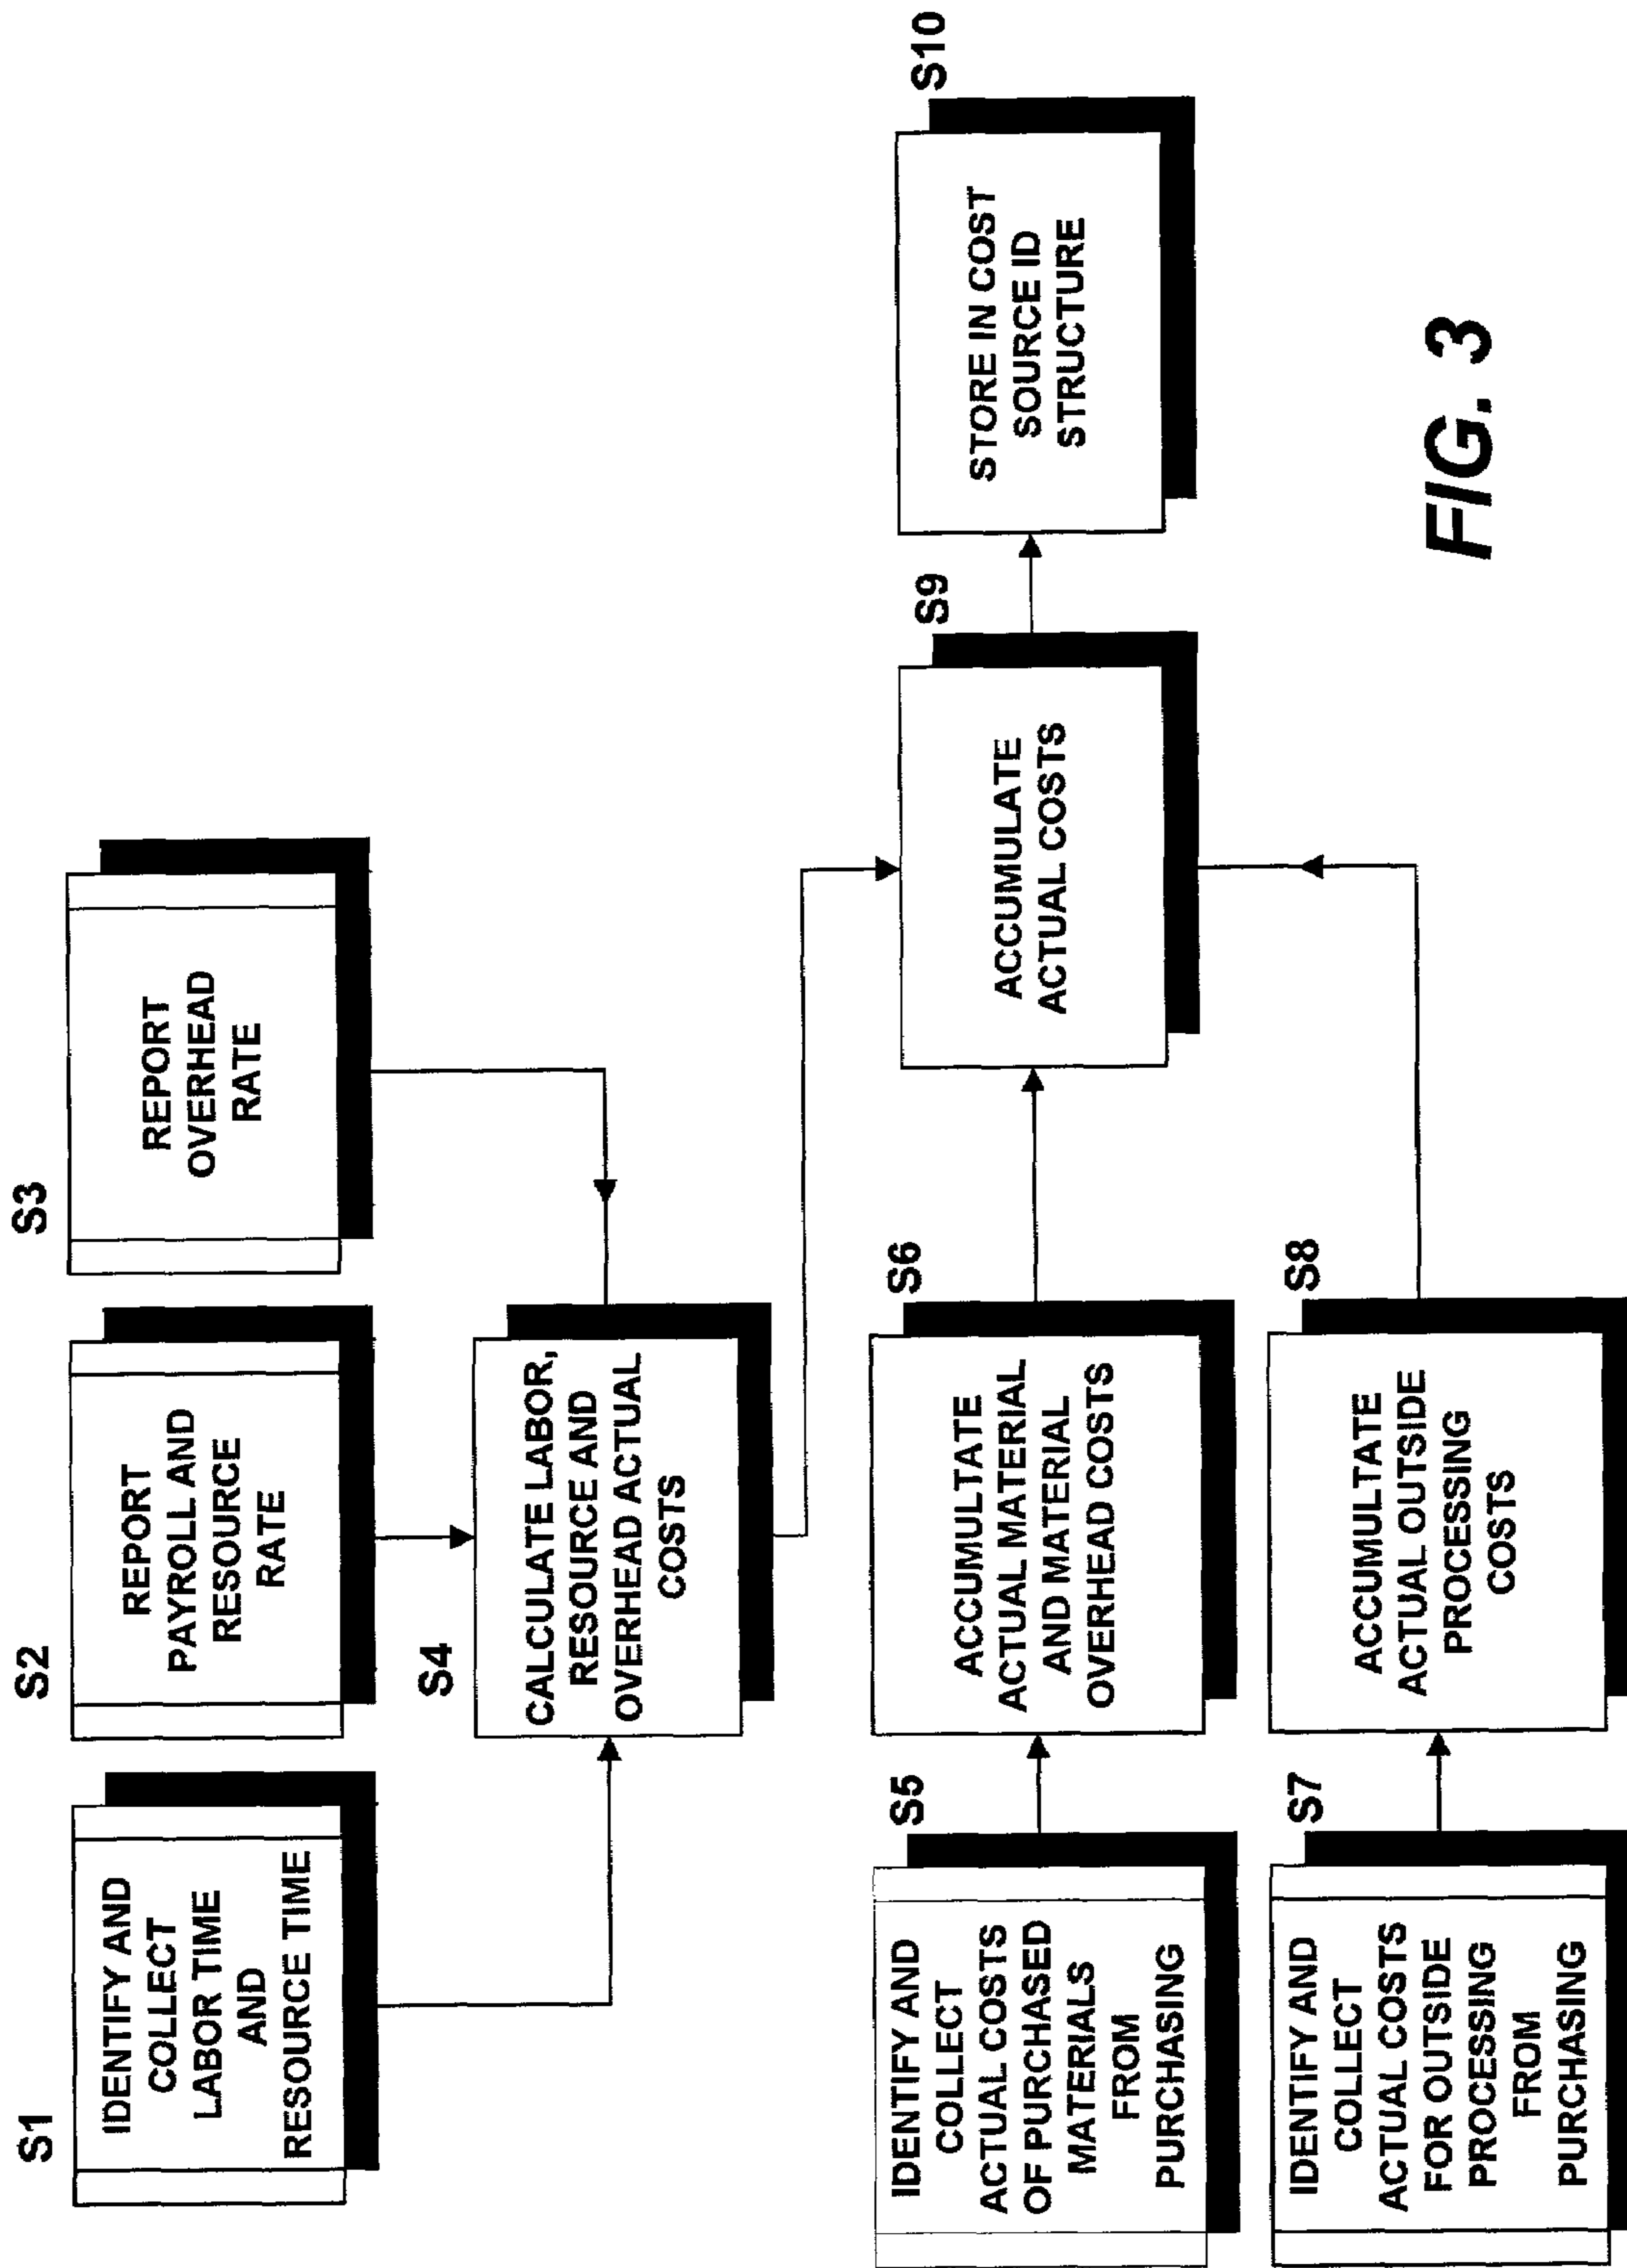 S1
IDENTIFY AND
COLLECT
LABOR TIME
AND
RESOURCE TIME
S2
REPORT
PAYROLL AND
RESOURCE
RATE
S3
REPORT
OVERHEAD
RATE
S4
CALCULATE LABOR,
RESOURCE AND
OVERHEAD ACTUAL
COSTS
S5
IDENTIFY AND
COLLECT
ACTUAL COSTS
OF PURCHASED
MATERIALS
FROM
PURCHASING
S6
ACCUMULTATE
ACTUAL MATERIAL
AND MATERIAL
OVERHEAD COSTS
S7
IDENTIFY AND
COLLECT
ACTUAL COSTS
FOR OUTSIDE
PROCESSING
FROM
PURCHASING
S8
ACCUMULTATE
ACTUAL OUTSIDE
PROCESSING
COSTS
S9
ACCUMULATE
ACTUAL COSTS
S10
STORE IN COST
SOURCE ID
STRUCTURE
FIG. 3